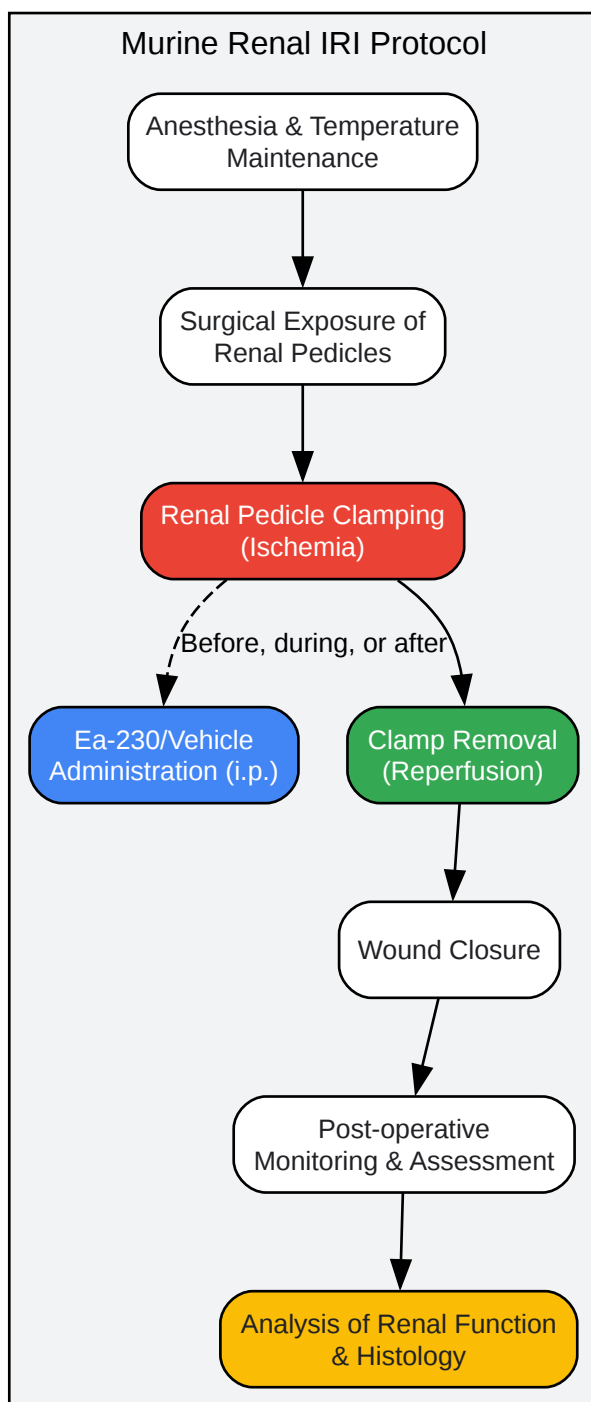 Murine Renal IRI Protocol
Anesthesia & Temperature
Maintenance
Surgical Exposure of
Renal Pedicles
Renal Pedicle Clamping
(Ischemia)
Before, during, or after
Ea-230/Vehicle
Administration (i.p.)
Clamp Removal
(Reperfusion)
Wound Closure
Post-operative
Monitoring & Assessment
Analysis of Renal Function
& Histology